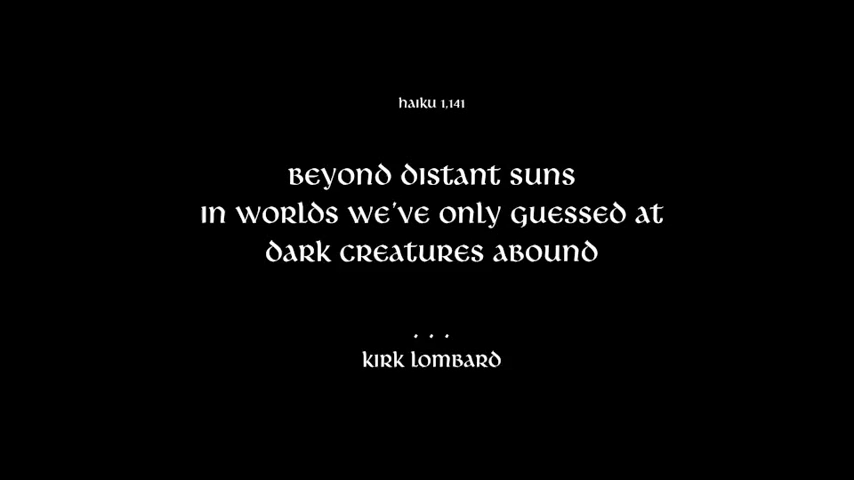 haiku 1,141
Beyond distant suns
in worlds we've only guessed at
dark creatures abound
. . .
Kirk Lombard